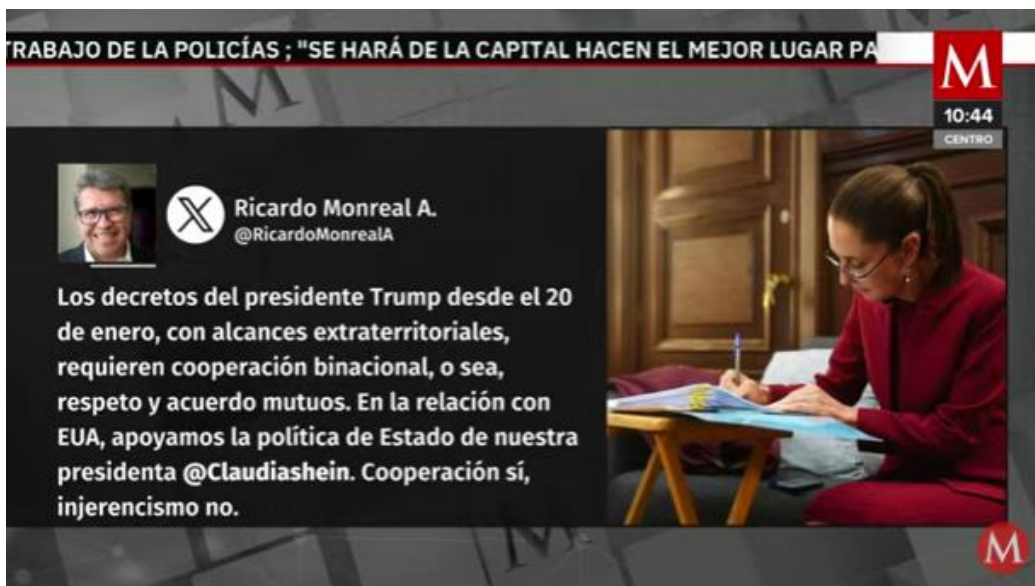 TRABAJO DE LA POLICÍAS ; "SE HARÁ DE LA CAPITAL HACEN EL MEJOR LUGAR PA
M
10:44
CENTRO
Ricardo Monreal A.
@RicardoMonrealA
Los decretos del presidente Trump desde el 20
de enero, con alcances extraterritoriales,
requieren cooperación binacional, o sea,
respeto y acuerdo mutuos. En la relación con
EUA, apoyamos la política de Estado de nuestra
presidenta @Claudiashein. Cooperación sí,
injerencismo no.
M